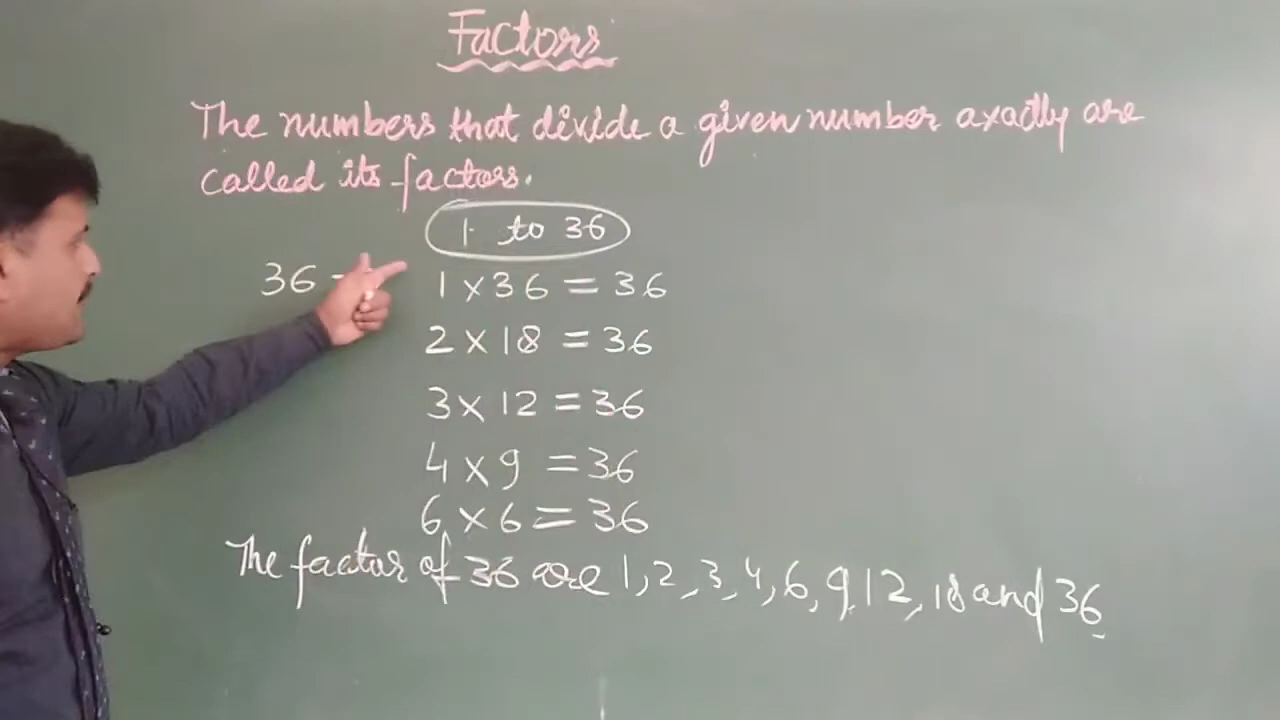 Factors
The numbers that divide a given number axactly are
called its factors.
1 to 36
36 - 1 × 36 = 36
2 × 18 = 36
3 × 12 = 36
4 × 9 = 36
6 × 6 = 36
The factor of 36 are 1, 2, 3, 4, 6, 9, 12, 18 and 36